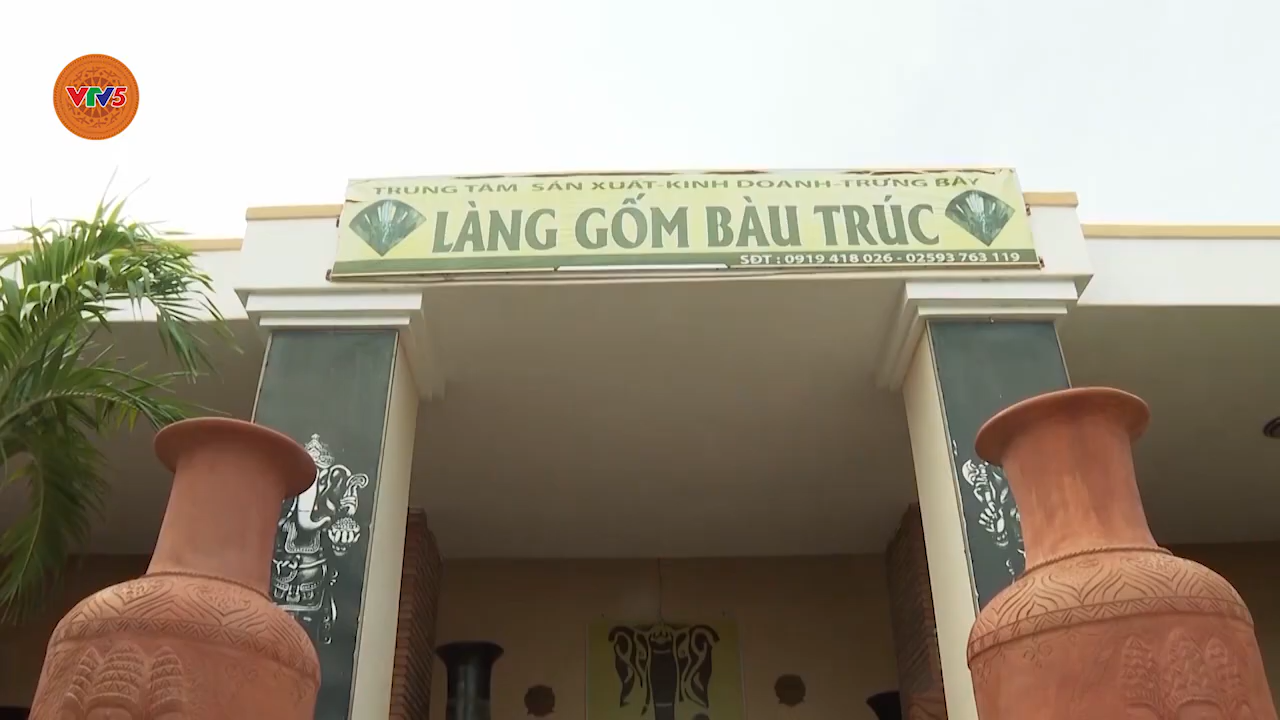 VTV5
TRUNG TÂM SẢN XUẤT-KINH DOANH-TRƯNG BÀY
LÀNG GỐM BÀU TRÚC
SĐT : 0919 418 026 - 02593 763 119